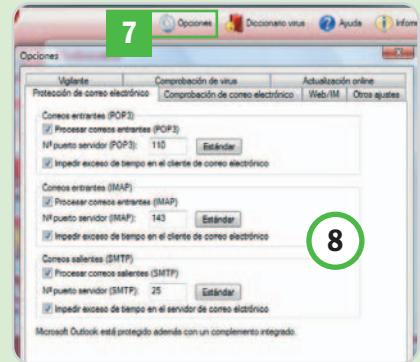 7
Opciones Diccionario virus Ayuda Inform
Opciones
Vigilante Comprobación de virus Actualización online
Protección de correo electrónico Comprobación de correo electrónico Web/IM Otros ajustes
Correos entrantes (POP3)
Procesar correos entrantes (POP3)
Nº puerto servidor (POP3): 110 Estándar
Impedir exceso de tiempo en el cliente de correo electrónico
Correos entrantes (IMAP)
Procesar correos entrantes (IMAP)
Nº puerto servidor (IMAP): 143 Estándar
Impedir exceso de tiempo en el cliente de correo electrónico
8
Correos salientes (SMTP)
Procesar correos salientes (SMTP)
Nº puerto servidor (SMTP): 25 Estándar
Impedir exceso de tiempo en el servidor de correo elctrónico
Microsoft Outlook está protegido además con un complemento integrado.